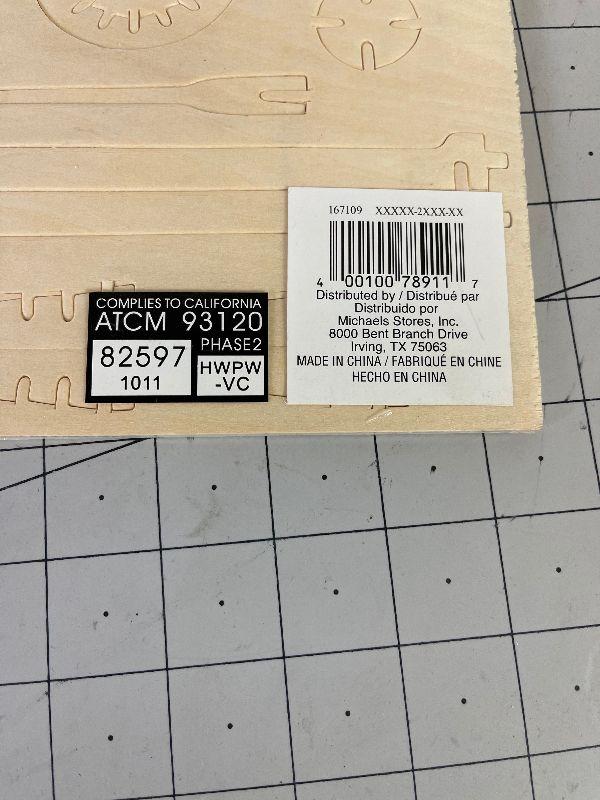 COMPLIES TO CALIFORNIA
ATCM 93120
PHASE2
82597
1011
HWPW
-VC
167109 XXXXX-2XXX-XX
4 00100 78911 7
Distributed by / Distribué par
Distribuido por
Michaels Stores, Inc.
8000 Bent Branch Drive
Irving, TX 75063
MADE IN CHINA / FABRIQUÉ EN CHINE
HECHO EN CHINA